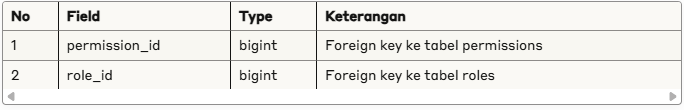 No Field Type Keterangan
1 permission_id bigint Foreign key ke tabel permissions
2 role_id bigint Foreign key ke tabel roles